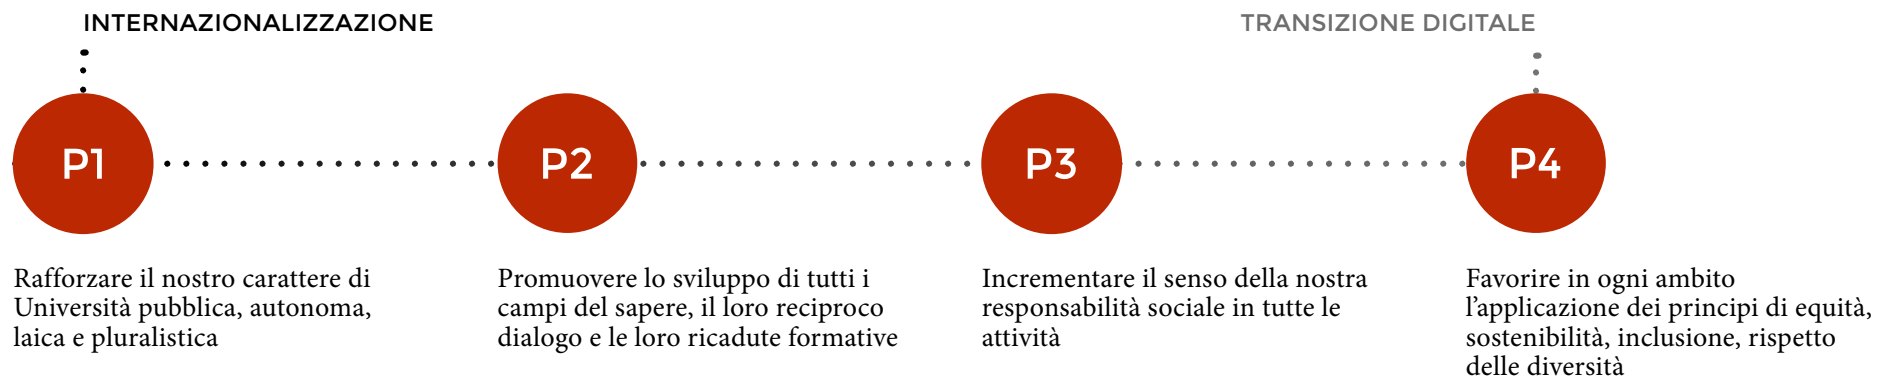 INTERNAZIONALIZZAZIONE
TRANSIZIONE DIGITALE
P1
P2
P3
P4
Rafforzare il nostro carattere di
Università pubblica, autonoma,
laica e pluralistica
Promuovere lo sviluppo di tutti i
campi del sapere, il loro reciproco
dialogo e le loro ricadute formative
Incrementare il senso della nostra
responsabilità sociale in tutte le
attività
Favorire in ogni ambito
l’applicazione dei principi di equità,
sostenibilità, inclusione, rispetto
delle diversità